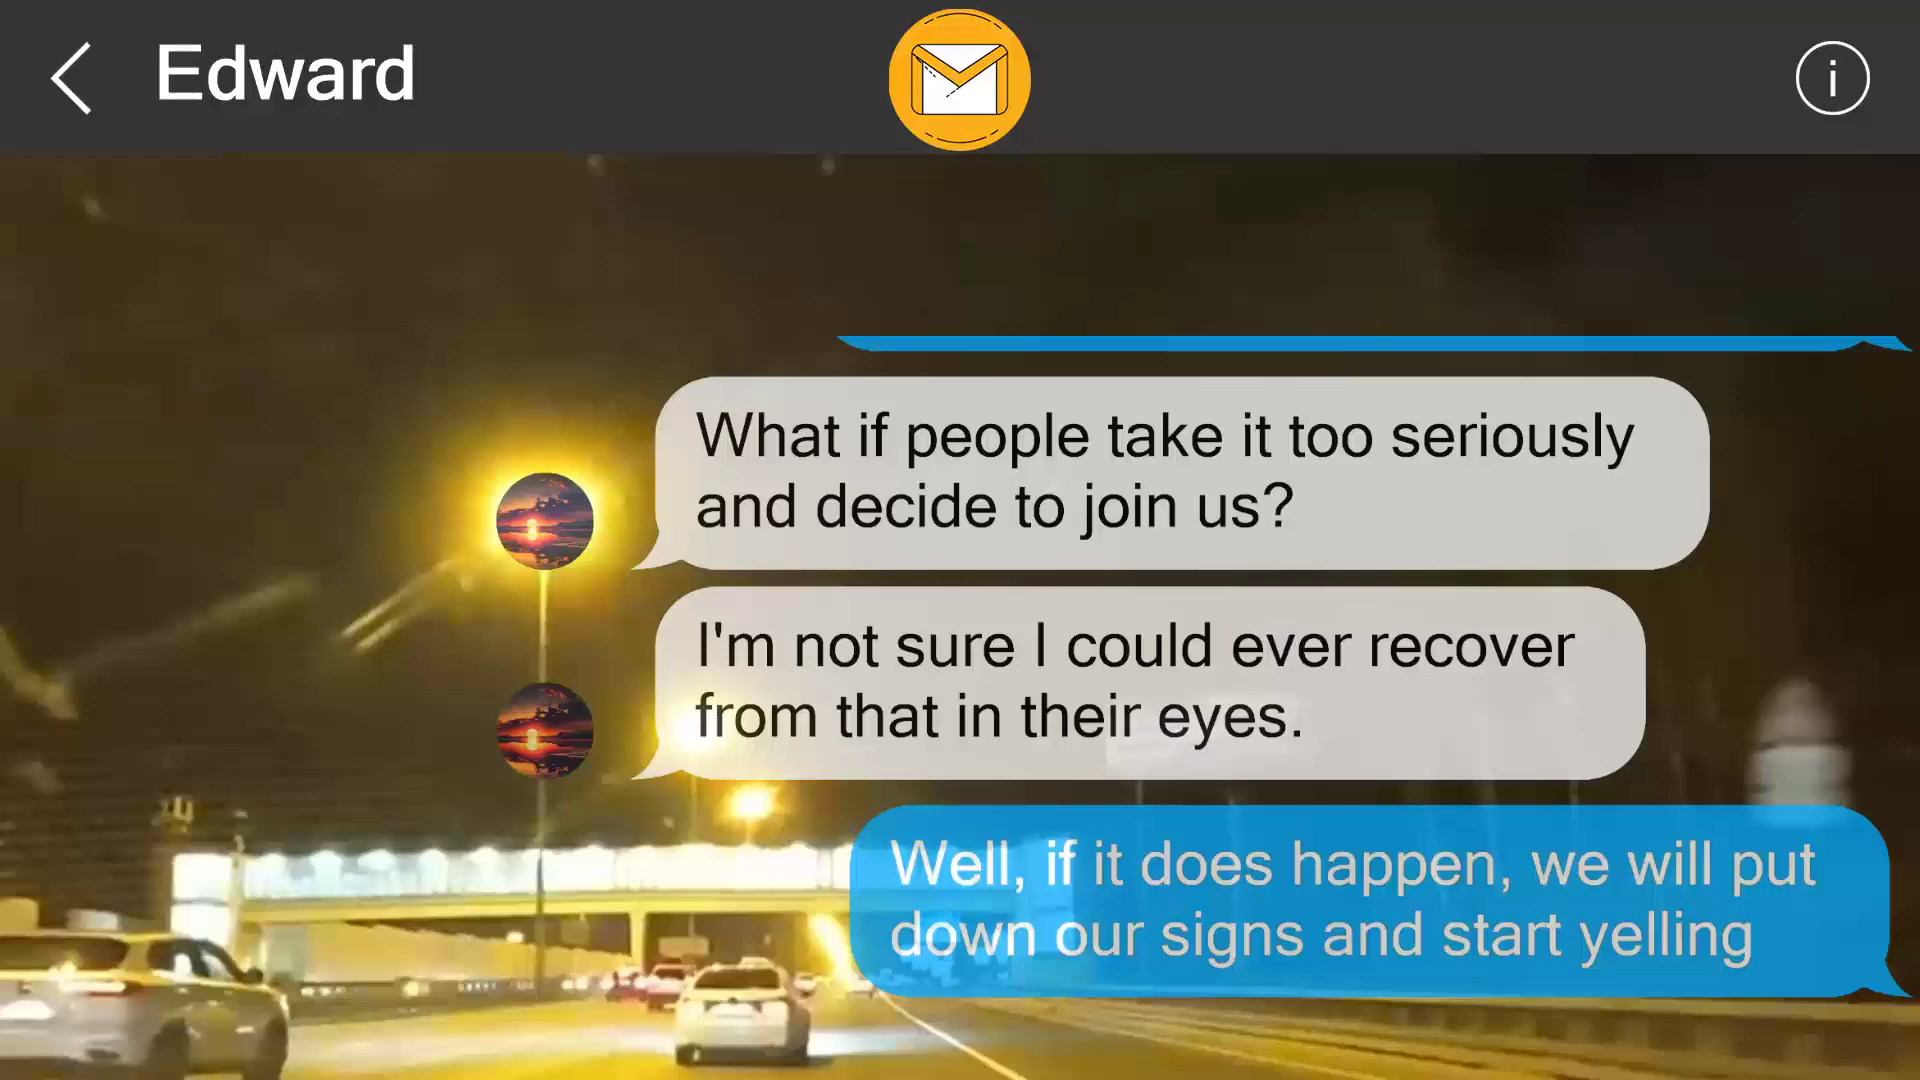 Edward
What if people take it too seriously
and decide to join us?
I'm not sure I could ever recover
from that in their eyes.
Well, if it does happen, we will put
down our signs and start yelling